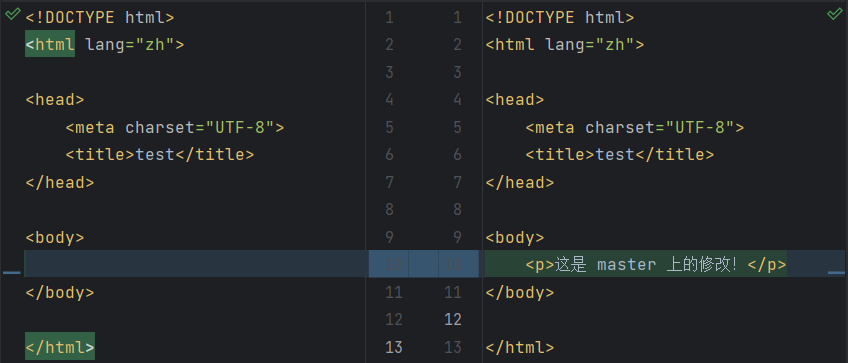 <!DOCTYPE html> 1 1 <!DOCTYPE html>
<html lang="zh"> 2 2 <html lang="zh">
3 3
<head> 4 4 <head>
<meta charset="UTF-8"> 5 5 <meta charset="UTF-8">
<title>test</title> 6 6 <title>test</title>
</head> 7 7 </head>
8 8
<body> 9 9 <body>
10 10 <p>这是 master 上的修改！</p>
</body> 11 11 </body>
12 12
</html> 13 13 </html>